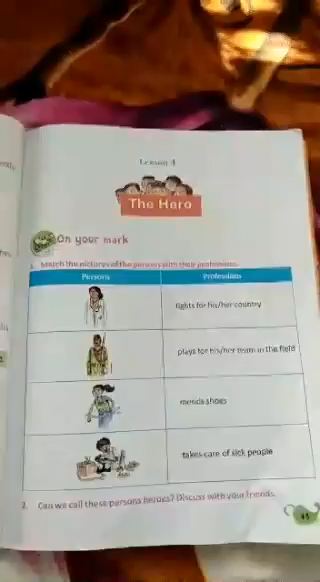 Lesson 4
The Hero
On your mark
1. Match the pictures of the persons with their professions.
Persons
Professions
fights for his/her country
plays for his/her team in the field
mends shoes
takes care of sick people
2. Can we call these persons heroes? Discuss with your friends.
45